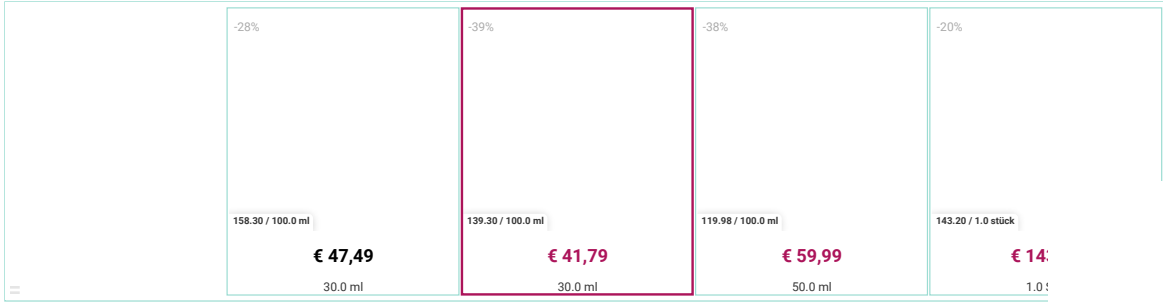 -28%
-39%
-38%
-20%
158.30 / 100.0 ml
139.30 / 100.0 ml
119.98 / 100.0 ml
143.20 / 1.0 stück
€ 47,49
€ 41,79
€ 59,99
€
30.0 ml
30.0 ml
50.0 ml
1.0